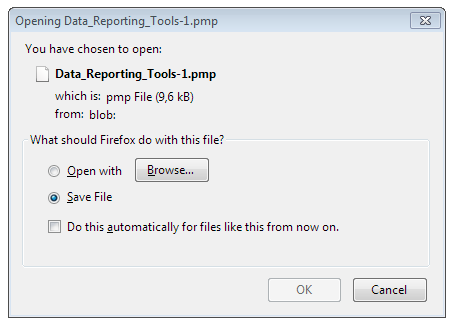 Opening Data_Reporting_Tools-1.pmp
You have chosen to open:
Data_Reporting_Tools-1.pmp
which is: pmp File (9,6 kB)
from: blob:
What should Firefox do with this file?
Open with Browse...
Save File
Do this automatically for files like this from now on.
OK Cancel